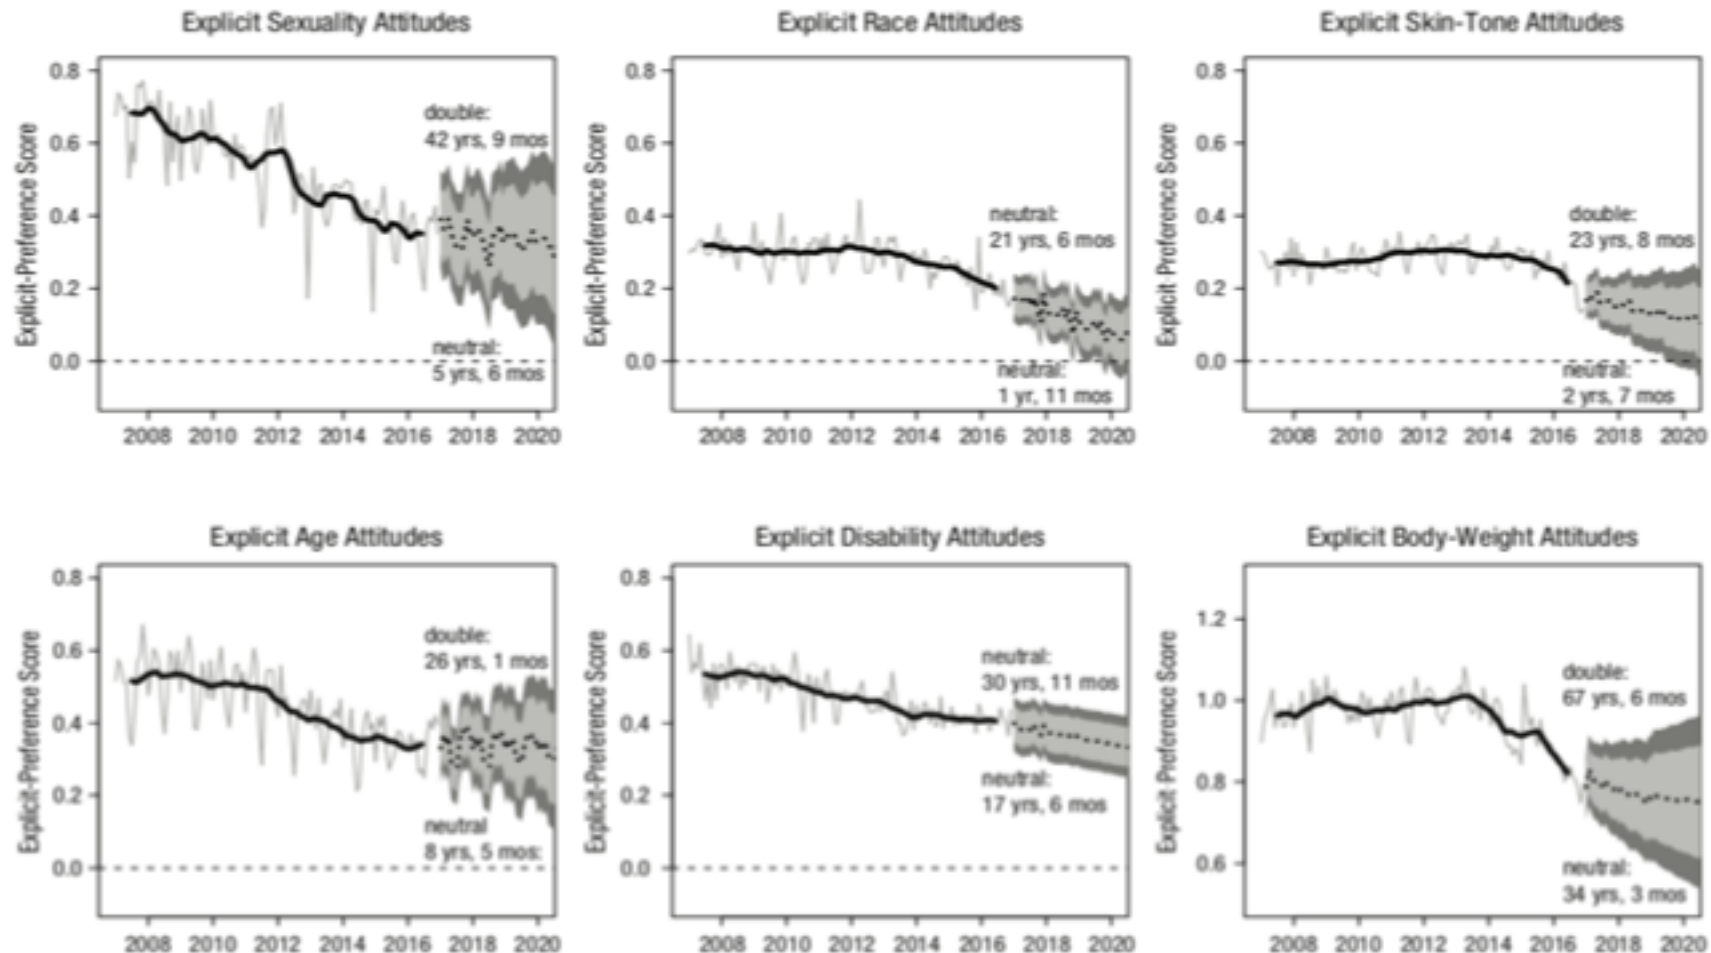 Explicit Sexuality Attitudes
Explicit-Preference Score
0.8
0.6
0.4
0.2
0.0
double:
42 yrs, 9 mos
neutral:
5 yrs, 6 mos
2008 2010 2012 2014 2016 2018 2020
Explicit Race Attitudes
Explicit-Preference Score
0.8
0.6
0.4
0.2
0.0
neutral:
21 yrs, 6 mos
neutral:
1 yr, 11 mos
2008 2010 2012 2014 2016 2018 2020
Explicit Skin-Tone Attitudes
Explicit-Preference Score
0.8
0.6
0.4
0.2
0.0
double:
23 yrs, 8 mos
neutral:
2 yrs, 7 mos
2008 2010 2012 2014 2016 2018 2020
Explicit Age Attitudes
Explicit-Preference Score
0.8
0.6
0.4
0.2
0.0
double:
26 yrs, 1 mos
neutral
8 yrs, 5 mos:
2008 2010 2012 2014 2016 2018 2020
Explicit Disability Attitudes
Explicit-Preference Score
0.8
0.6
0.4
0.2
0.0
neutral:
30 yrs, 11 mos
neutral:
17 yrs, 6 mos
2008 2010 2012 2014 2016 2018 2020
Explicit Body-Weight Attitudes
Explicit Preference Score
1.2
1.0
0.8
0.6
double:
67 yrs, 6 mos
neutral:
34 yrs, 3 mos
2008 2010 2012 2014 2016 2018 2020